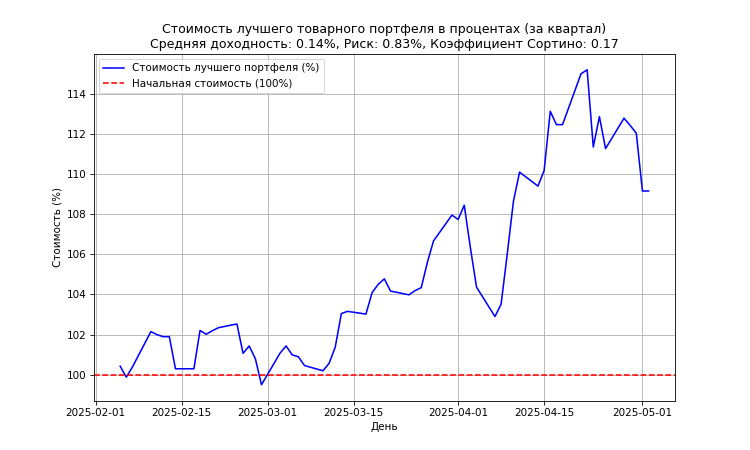 Стоимость лучшего товарного портфеля в процентах (за квартал)
Средняя доходность: 0.14%, Риск: 0.83%, Коэффициент Сортино: 0.17
Стоимость лучшего портфеля (%)
Начальная стоимость (100%)
Стоимость (%)
114
112
110
108
106
104
102
100
2025-02-01
2025-02-15
2025-03-01
2025-03-15
2025-04-01
2025-04-15
2025-05-01
День